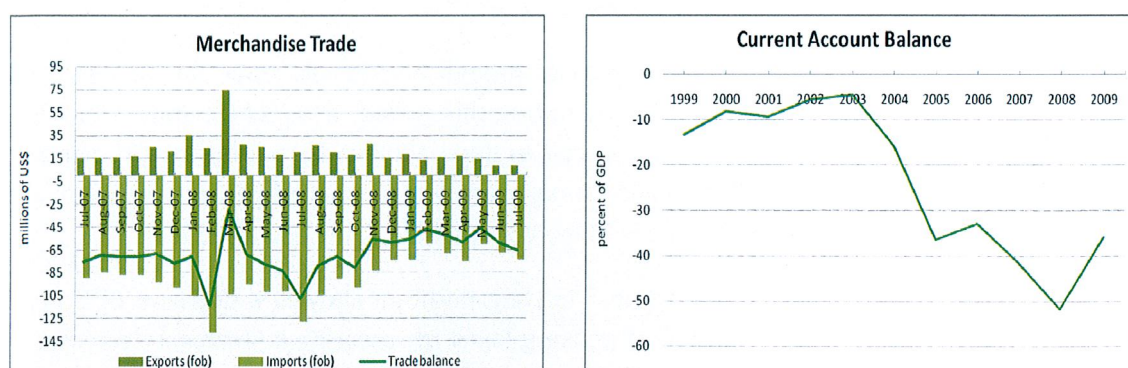 Merchandise Trade
millions of US$
95
75
55
35
15
-5
-25
-45
-65
-85
-105
-125
-145
Jul-07
Aug-07
Sep-07
Oct-07
Nov-07
Dec-07
Jan-08
Feb-08
Mar-08
Apr-08
May-08
Jun-08
Jul-08
Aug-08
Sep-08
Oct-08
Nov-08
Dec-08
Jan-09
Feb-09
Mar-09
Apr-09
May-09
Jun-09
Jul-09
Exports (fob) Imports (fob) Trade balance
Current Account Balance
percent of GDP
0
-10
-20
-30
-40
-50
-60
1999 2000 2001 2002 2003 2004 2005 2006 2007 2008 2009